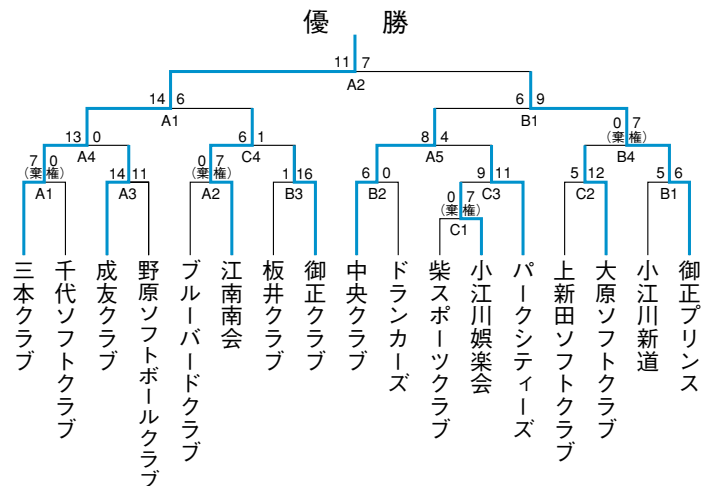 優 勝
11 7
A2
14 6
A1
6 9
B1
13 0
A4
6 1
C4
8 4
A5
0 7
(棄権)
B4
7 0
(棄権)
A1
14 11
A3
0 7
(棄権)
A2
1 16
B3
6 0
B2
9 11
C3
5 12
C2
5 6
B1
0 7
(棄権)
C1
三本クラブ
千代ソフトクラブ
成友クラブ
野原ソフトボールクラブ
ブルーバードクラブ
江南南会
板井クラブ
御正クラブ
中央クラブ
ドランカーズ
柴スポーツクラブ
小江川娯楽会
パークシティーズ
上新田ソフトクラブ
大原ソフトクラブ
小江川新道
御正プリンス